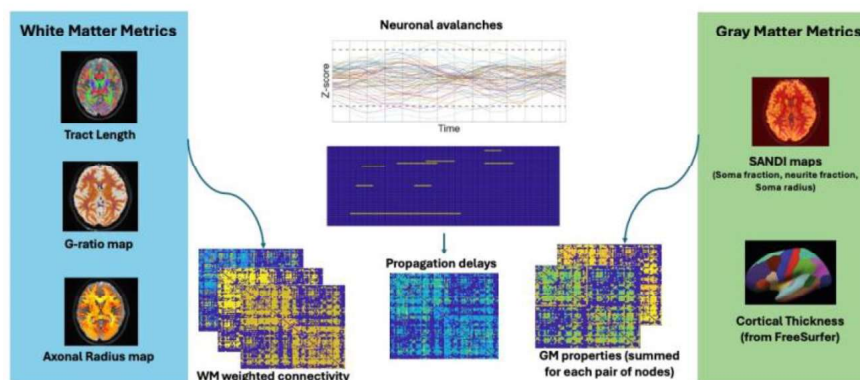 White Matter Metrics
Tract Length
G-ratio map
Axonal Radius map
Neuronal avalanches
Z-score
Time
Propagation delays
WM weighted connectivity
GM properties (summed
for each pair of nodes)
Gray Matter Metrics
SANDI maps
(Soma fraction, neurite fraction,
Soma radius)
Cortical Thickness
(from FreeSurfer)